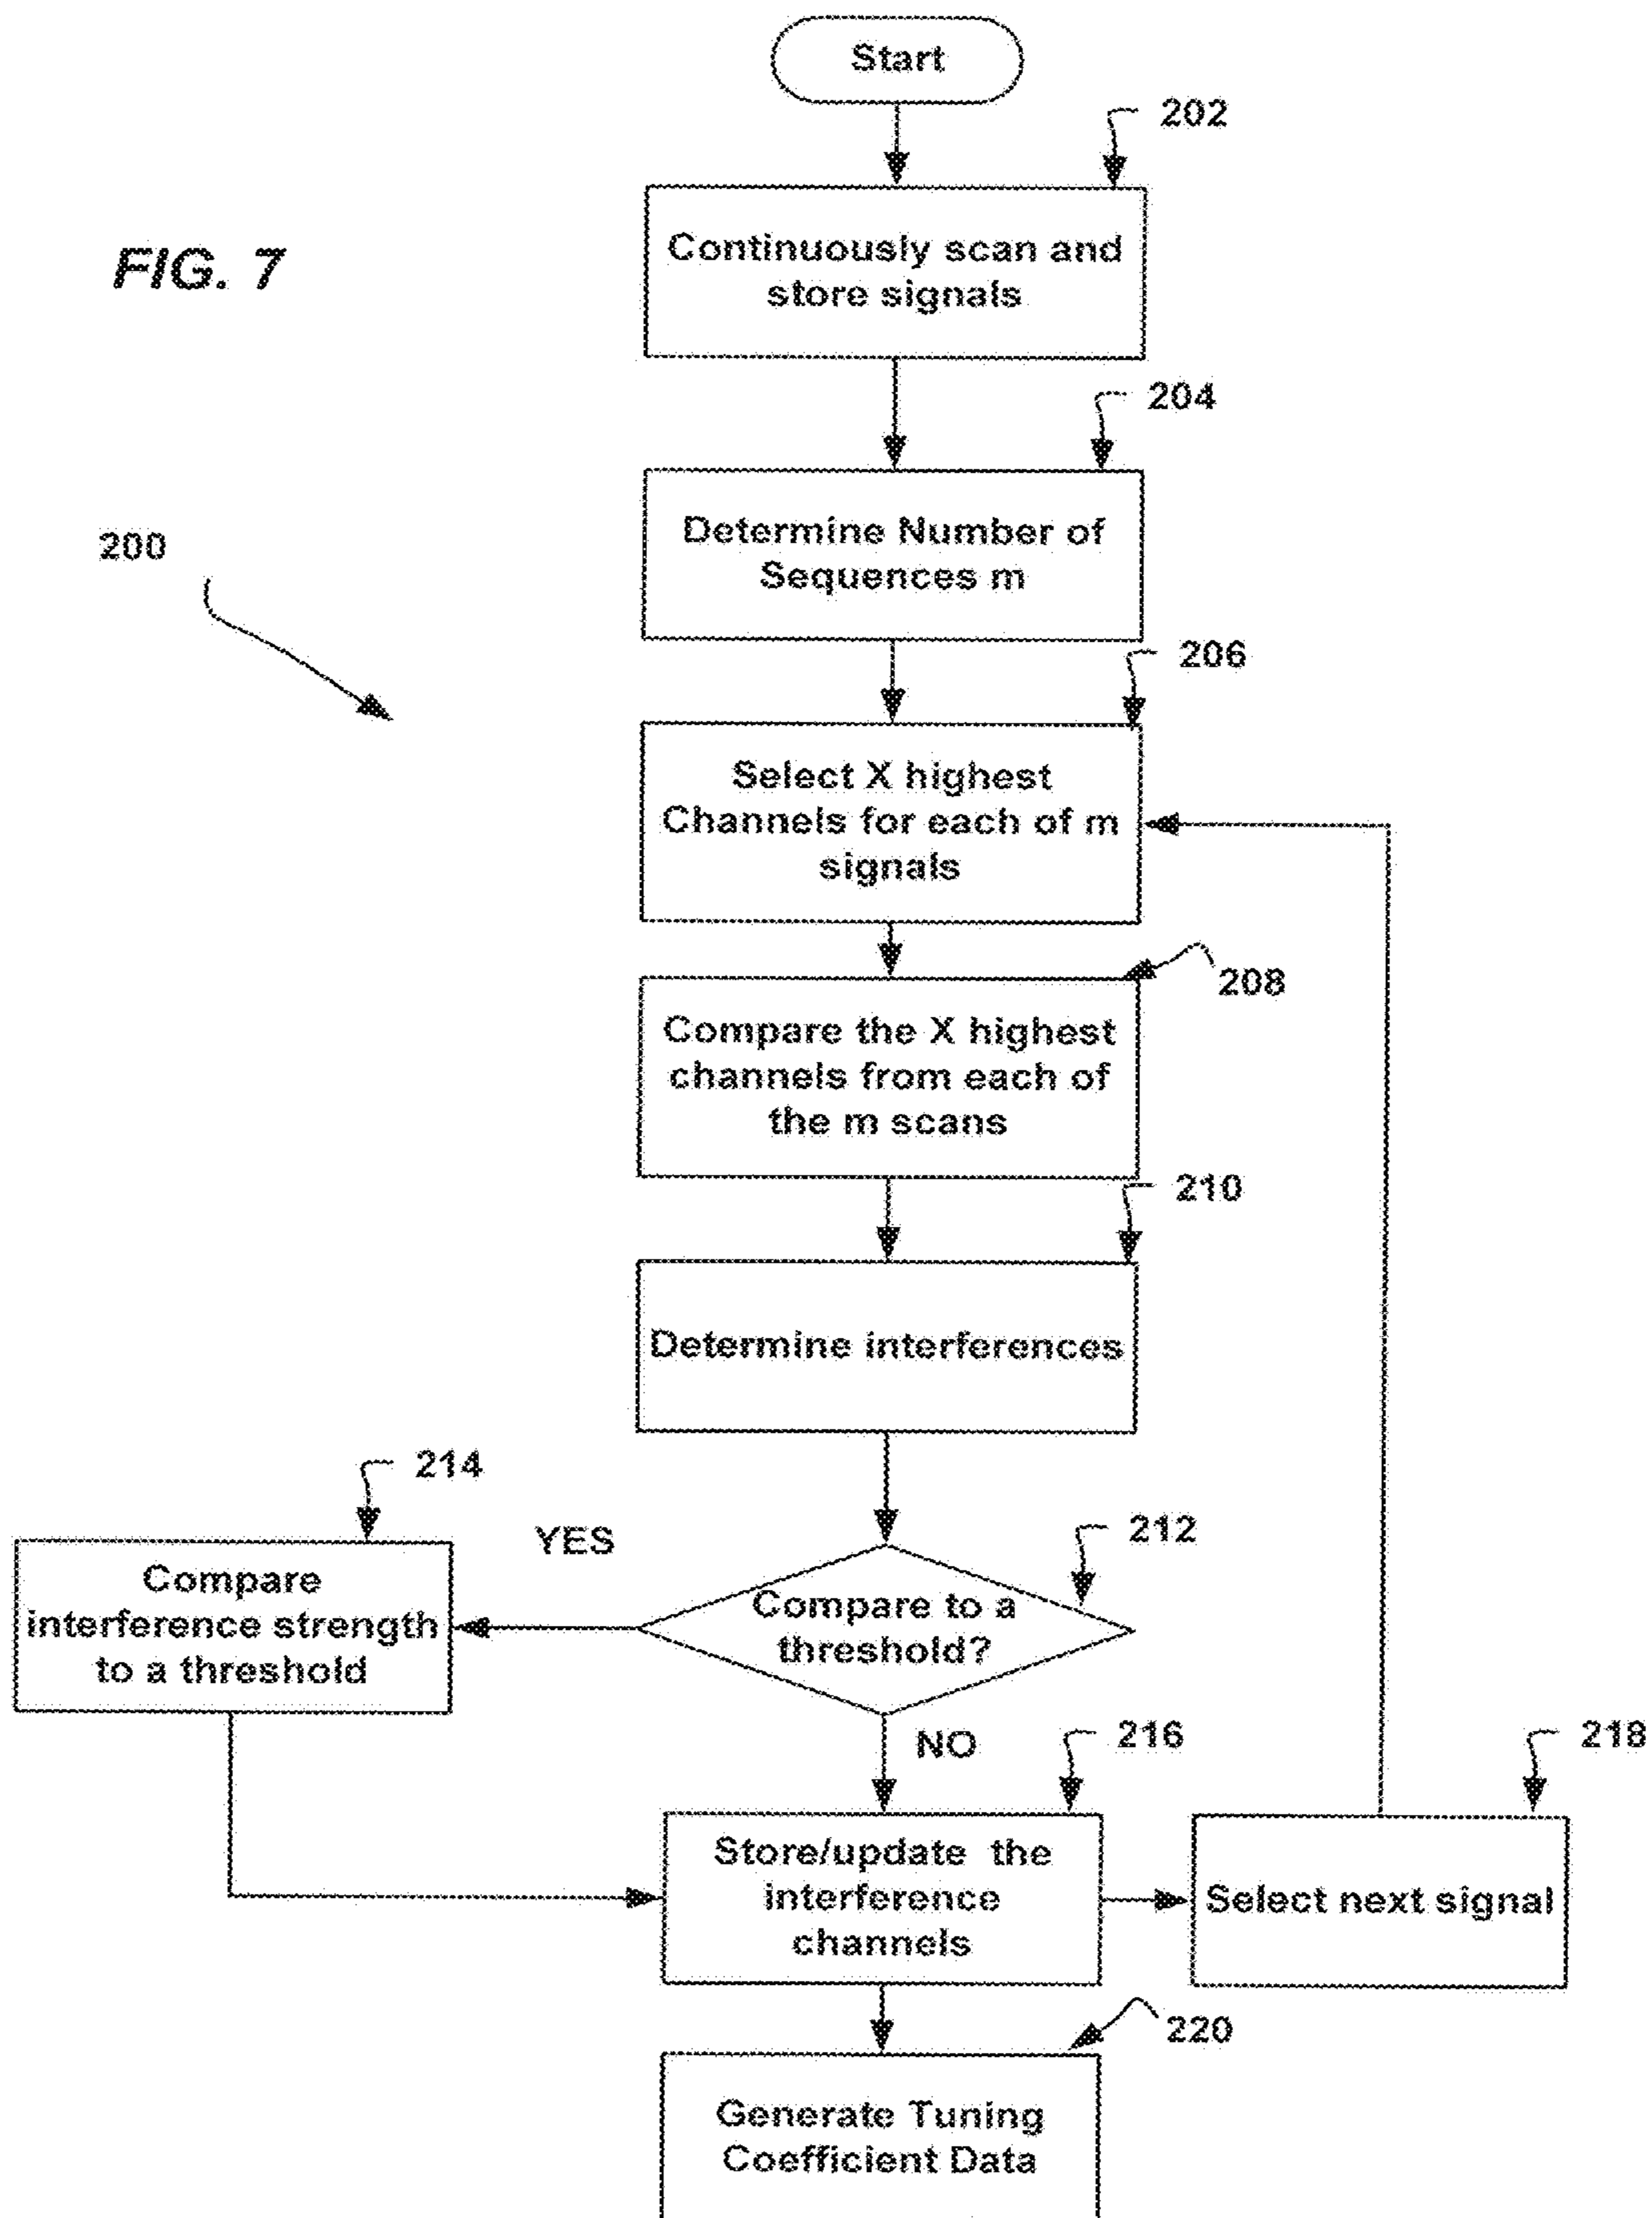 Start
202
Continuously scan and
store signals
FIG. 7
204
Determine Number of
Sequences m
200
206
Select X highest
Channels for each of m
signals
208
Compare the X highest
channels from each of
the m scans
210
Determine interferences
214
YES
212
Compare
interference strength
to a threshold
Compare to a
threshold?
NO
216
218
Store/update the
interference
channels
Select next signal
220
Generate Tuning
Coefficient Data